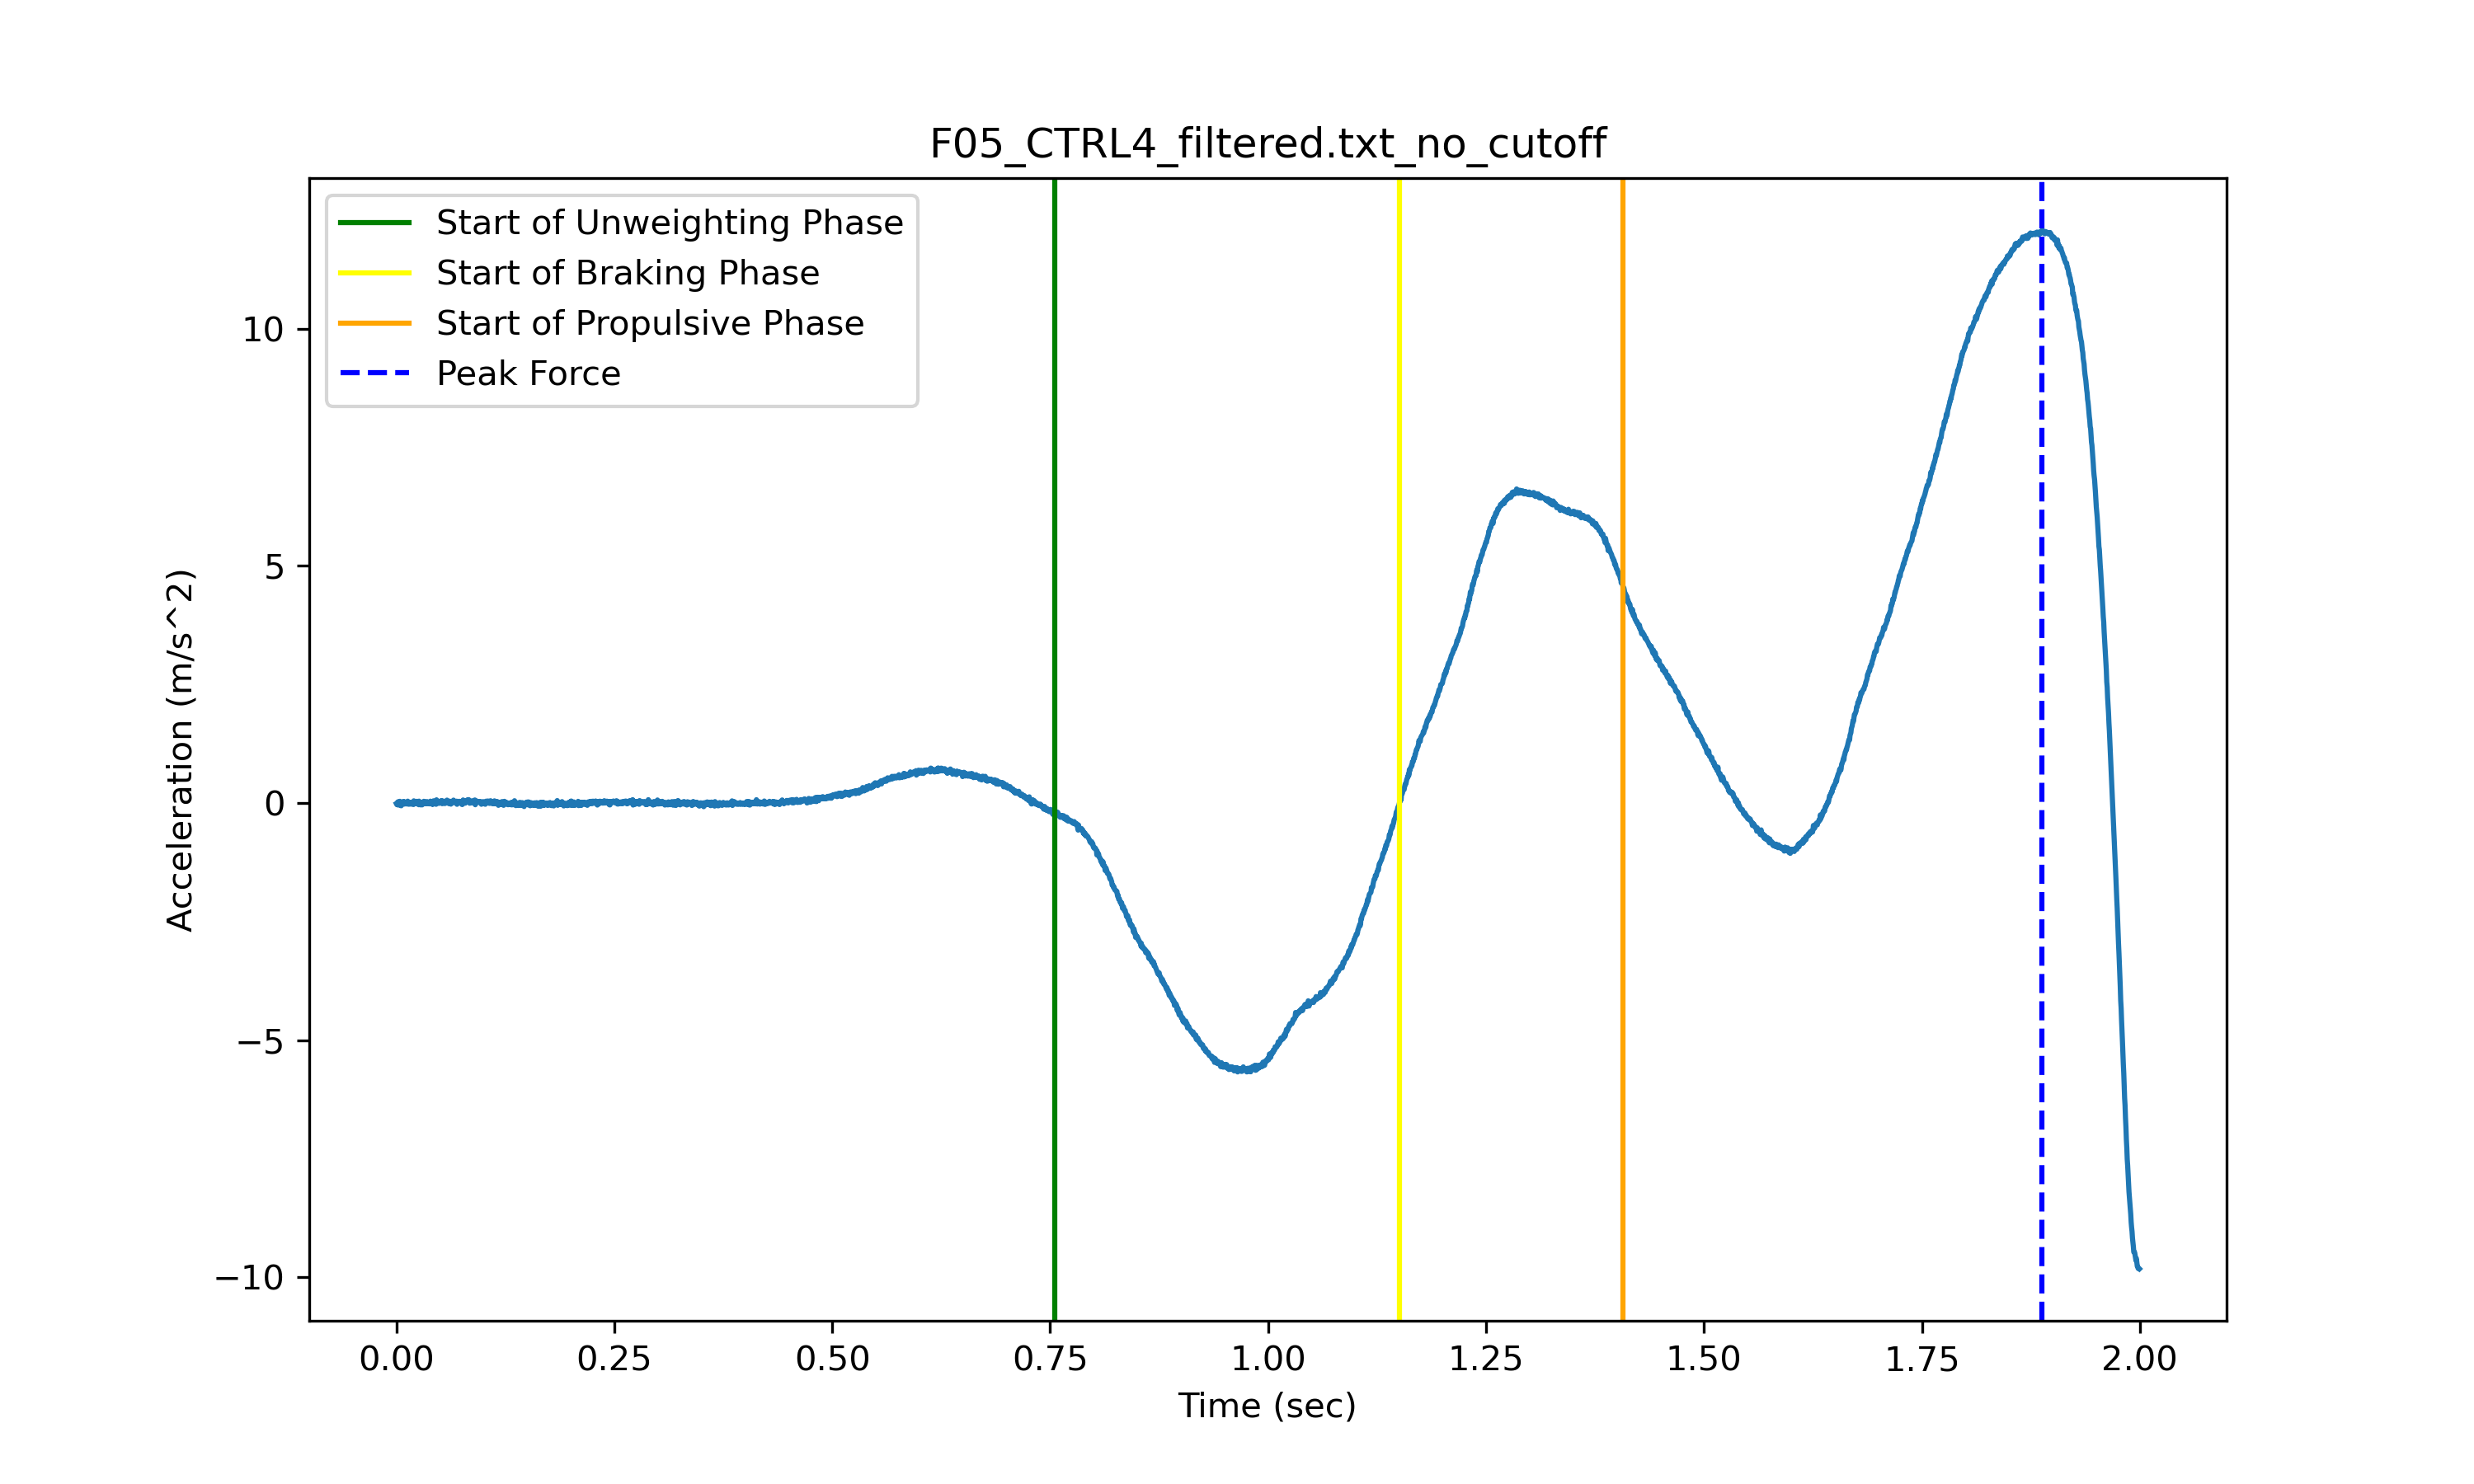 F05_CTRL4_filtered.txt_no_cutoff
Start of Unweighting Phase
Start of Braking Phase
Start of Propulsive Phase
Peak Force
10
5
0
−5
−10
Acceleration (m/s^2)
0.00 0.25 0.50 0.75 1.00 1.25 1.50 1.75 2.00
Time (sec)